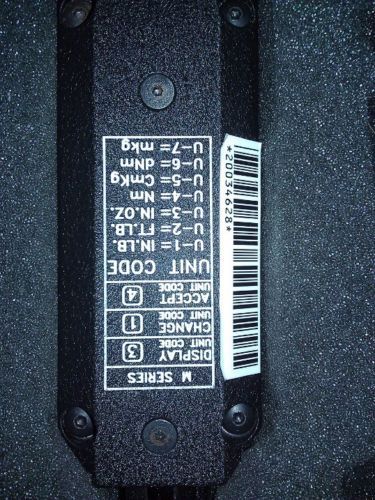 M SERIES
DISPLAY UNIT CODE 3
CHANGE UNIT CODE 1
ACCEPT UNIT CODE 4
UNIT CODE
U-1= IN.LB.
U-2= FT.LB.
U-3= IN.OZ.
U-4= Nm
U-5= CmKg
U-6= dNm
U-7= mkg
*20034628*